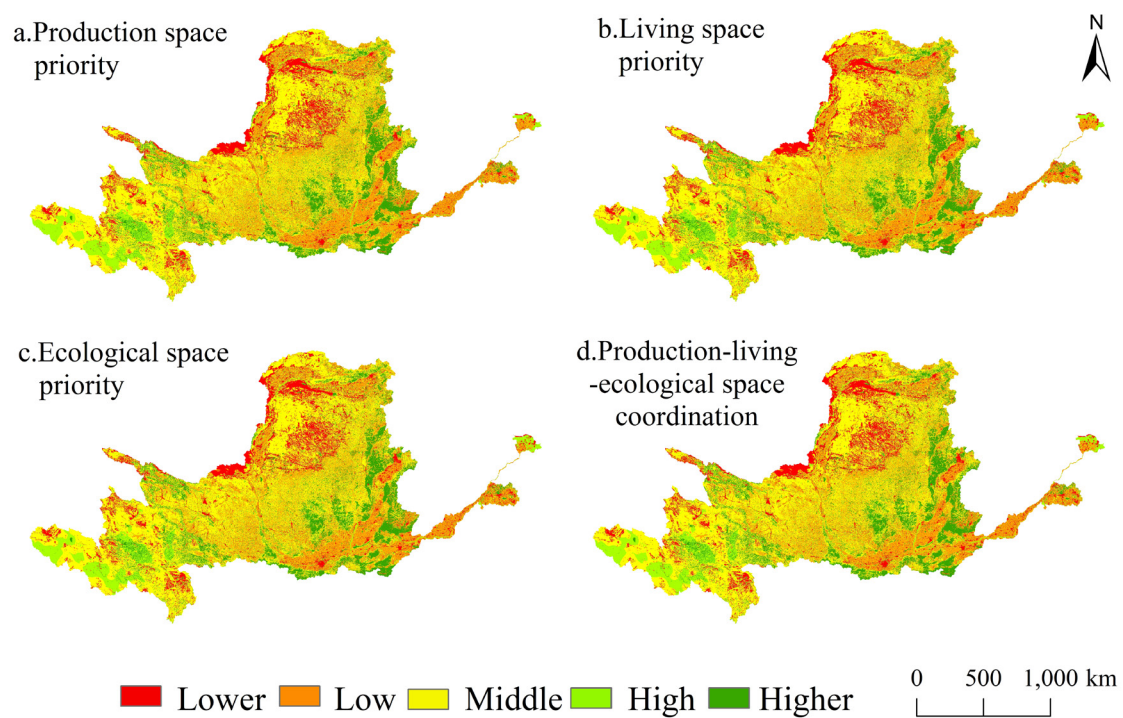 a.Production space
priority
b.Living space
priority
N
c.Ecological space
priority
d.Production-living
-ecological space
coordination
Lower Low Middle High Higher
0 500 1,000 km